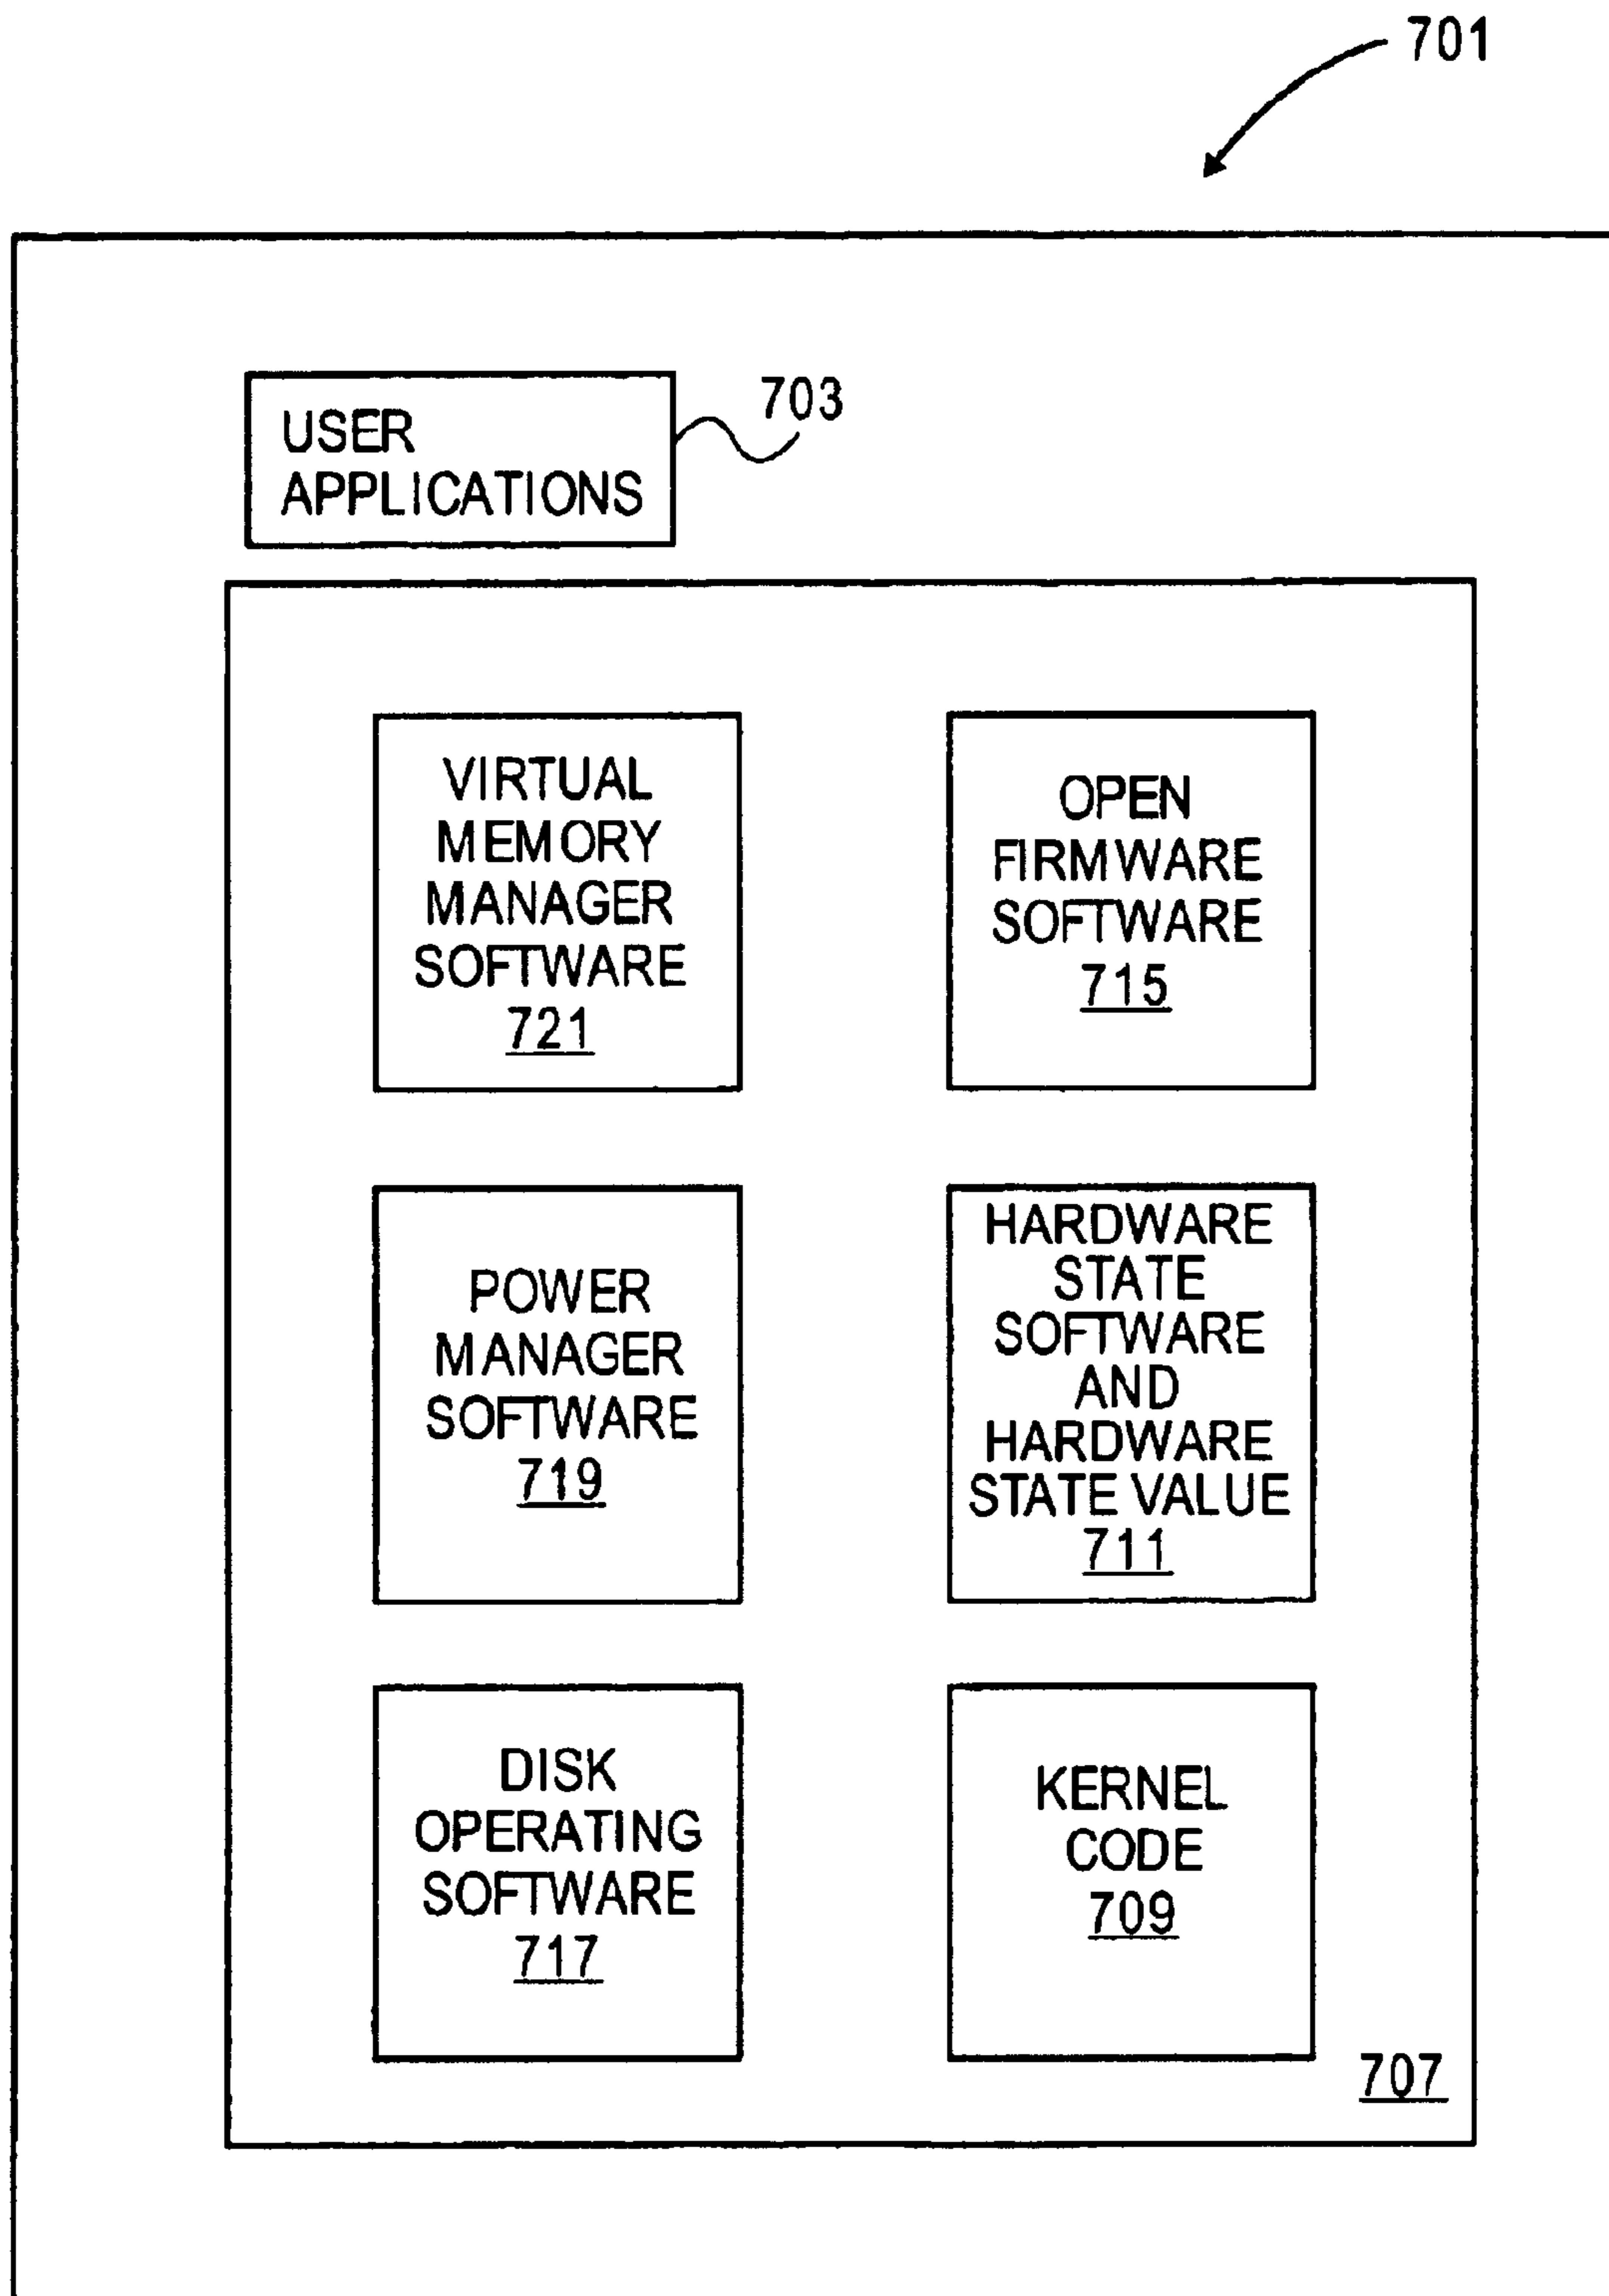 701
703
USER
APPLICATIONS
VIRTUAL
MEMORY
MANAGER
SOFTWARE
721
OPEN
FIRMWARE
SOFTWARE
715
POWER
MANAGER
SOFTWARE
719
HARDWARE
STATE
SOFTWARE
AND
HARDWARE
STATE VALUE
711
DISK
OPERATING
SOFTWARE
717
KERNEL
CODE
709
707